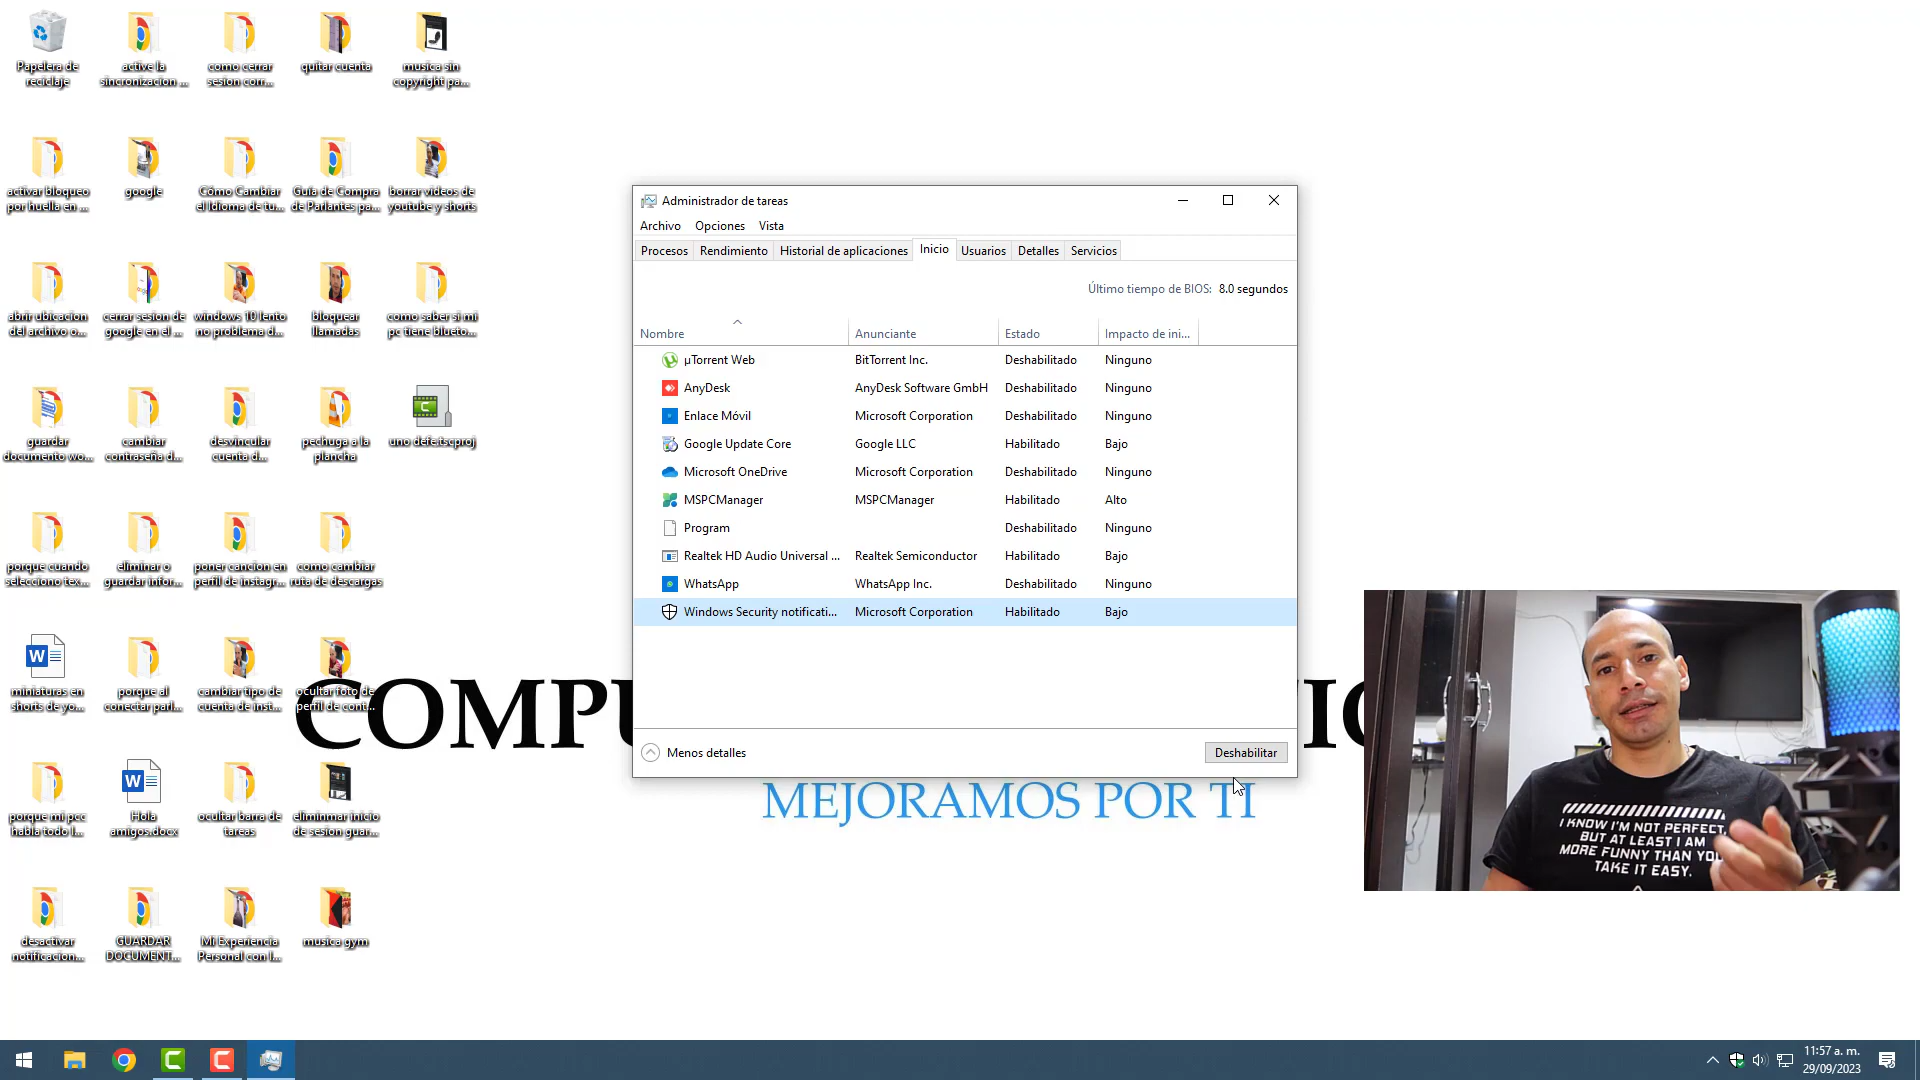 Papelera de
reciclaje
active la
sincronizacion ...
como cerrar
sesion corr...
quitar cuenta
musica sin
copyright pa...
activar bloqueo
por huella en ...
google
Cómo Cambiar
el Idioma de tu...
Guía de Compra
de Parlantes pa...
borrar videos de
youtube y shorts
abrir ubicacion
del archivo o...
cerrar sesion de
google en el ...
windows 10 lento
no problema d...
bloquear
llamadas
como saber si mi
pc tiene blueto...
guardar
documento wo...
cambiar
contraseña d...
desvincular
cuenta d...
pechuga a la
plancha
uno defe.tscproj
porque cuando
selecciono tex...
eliminar o
guardar infor...
poner cancion en
perfil de instagr...
como cambiar
ruta de descargas
miniaturas en
shorts de yo...
porque al
conectar parl...
cambiar tipo de
cuenta de inst...
ocultar foto de
perfil de cont...
porque mi pcc
habla todo l...
Hola
amigos.docx
ocultar barra de
tareas
eliminmar inicio
de sesion guar...
desactivar
notificacion...
GUARDAR
DOCUMENT...
Mi Experiencia
Personal con l...
musica gym
Administrador de tareas
Archivo Opciones Vista
Procesos Rendimiento Historial de aplicaciones Inicio Usuarios Detalles Servicios
Último tiempo de BIOS: 8.0 segundos
Nombre Anunciante Estado Impacto de ini...
µTorrent Web BitTorrent Inc. Deshabilitado Ninguno
AnyDesk AnyDesk Software GmbH Deshabilitado Ninguno
Enlace Móvil Microsoft Corporation Deshabilitado Ninguno
Google Update Core Google LLC Habilitado Bajo
Microsoft OneDrive Microsoft Corporation Deshabilitado Ninguno
MSPCManager MSPCManager Habilitado Alto
Program Deshabilitado Ninguno
Realtek HD Audio Universal ... Realtek Semiconductor Habilitado Bajo
WhatsApp WhatsApp Inc. Deshabilitado Ninguno
Windows Security notificati... Microsoft Corporation Habilitado Bajo
Menos detalles Deshabilitar
MEJORAMOS POR TI
I KNOW I'M NOT PERFECT,
BUT AT LEAST I AM
MORE FUNNY THAN YOU
TAKE IT EASY.
11:57 a. m.
29/09/2023